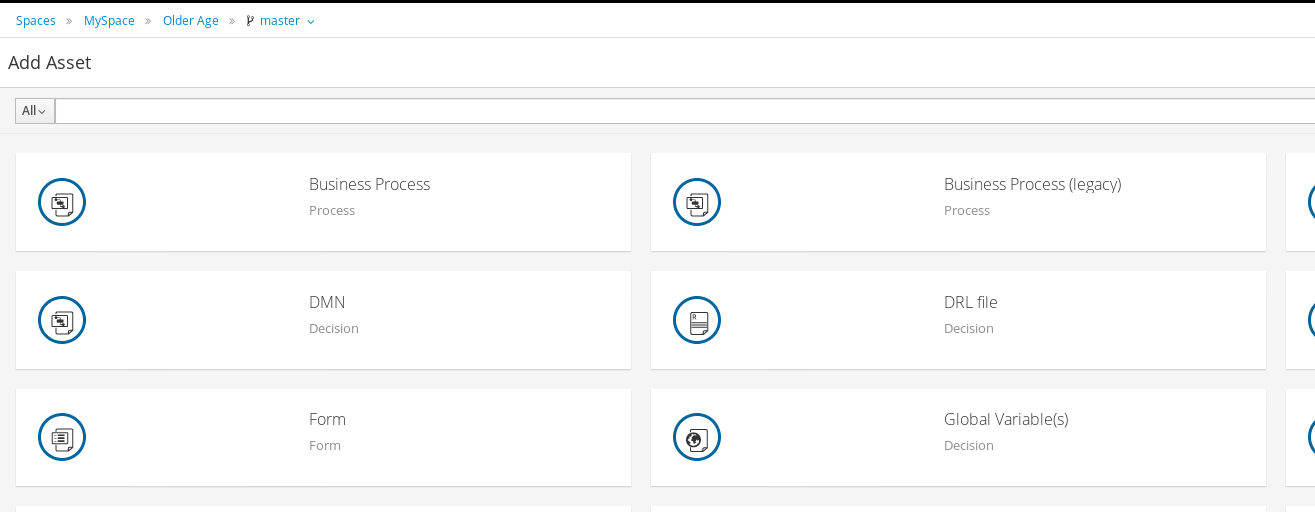 Spaces » MySpace » Older Age » master
Add Asset
All
Business Process
Process
Business Process (legacy)
Process
DMN
Decision
DRL file
Decision
Form
Form
Global Variable(s)
Decision